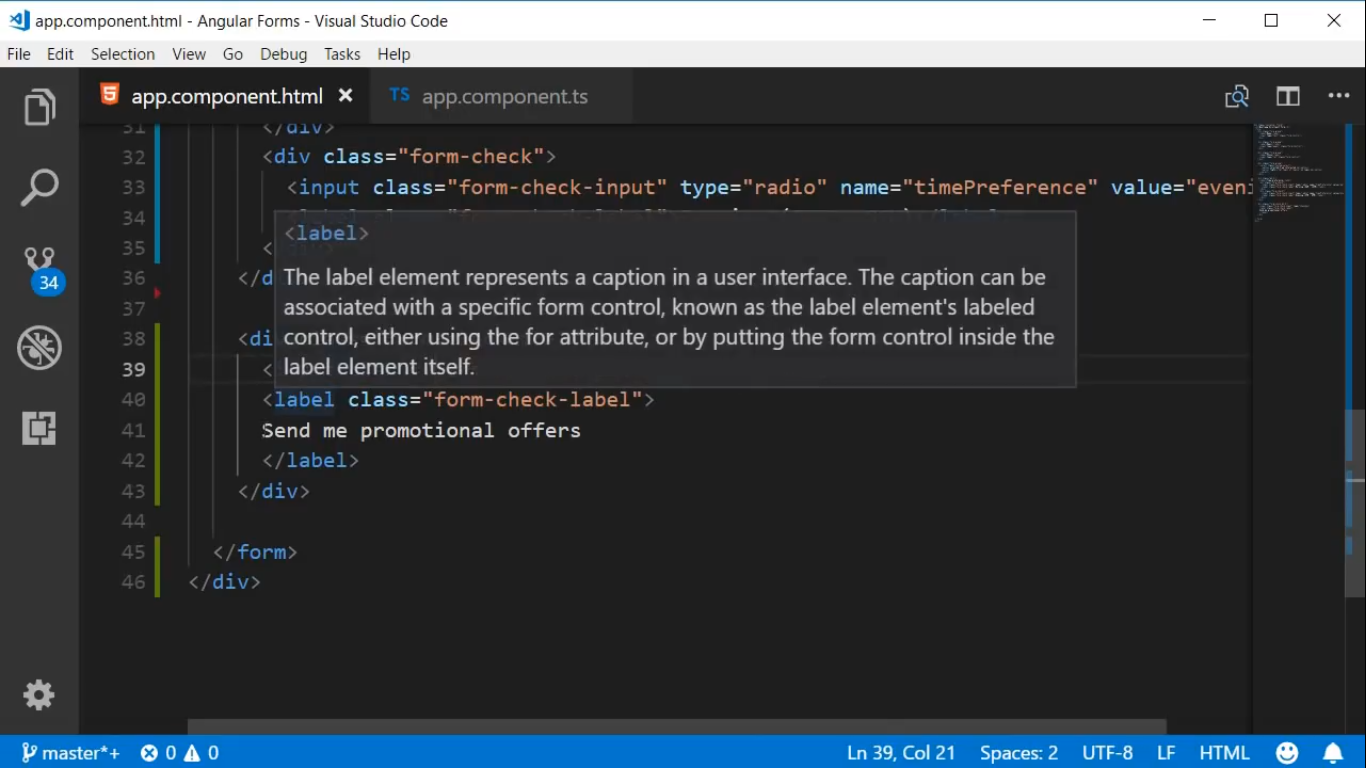 app.component.html - Angular Forms - Visual Studio Code
File Edit Selection View Go Debug Tasks Help
app.component.html × TS app.component.ts
31 </div>
32 <div class="form-check">
33 <input class="form-check-input" type="radio" name="timePreference" value="eveni
34
<label>
35 <
The label element represents a caption in a user interface. The caption can be
36 </d
associated with a specific form control, known as the label element's labeled
37
control, either using the for attribute, or by putting the form control inside the
38 <di
label element itself.
39 <
40 <label class="form-check-label">
41 Send me promotional offers
42 </label>
43 </div>
44
45 </form>
46 </div>
34
master*+ 0 0 Ln 39, Col 21 Spaces: 2 UTF-8 LF HTML